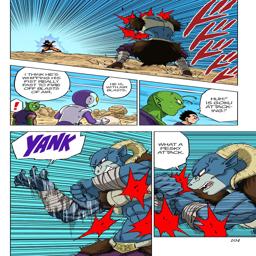 I THINK HE'S
WHIPPING HIS
FIST REALLY
FAST TO FIRE
OFF BLASTS
OF AIR.
HE IS,
WITH AIR
BLASTS.
HUH?
IS GOKU
ATTACK-
ING?
!
YANK
WHAT A
PESKY
ATTACK.